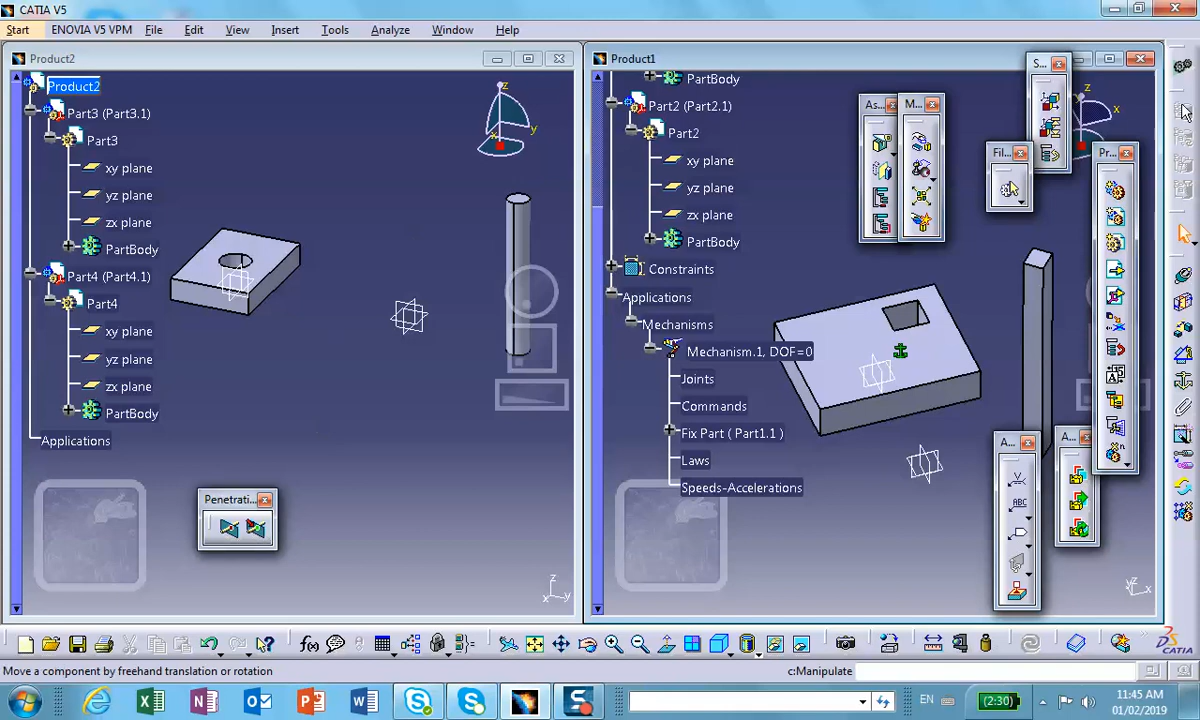 CATIA V5
Start ENOVIA V5 VPM File Edit View Insert Tools Analyze Window Help
Product2
Product2
Part3 (Part3.1)
Part3
xy plane
yz plane
zx plane
PartBody
Part4 (Part4.1)
Part4
xy plane
yz plane
zx plane
PartBody
Applications
z
y
Penetrati...
z
x y
Product1
PartBody
Part2 (Part2.1)
Part2
xy plane
yz plane
zx plane
PartBody
Constraints
Applications
Mechanisms
Mechanism.1, DOF=0
Joints
Commands
Fix Part ( Part1.1 )
Laws
Speeds-Accelerations
As...
M...
S...
Fil...
Pr...
A...
A...
ABC
z
x
Move a component by freehand translation or rotation
c:Manipulate
CATIA
EN
(2:30)
11:45 AM
01/02/2019